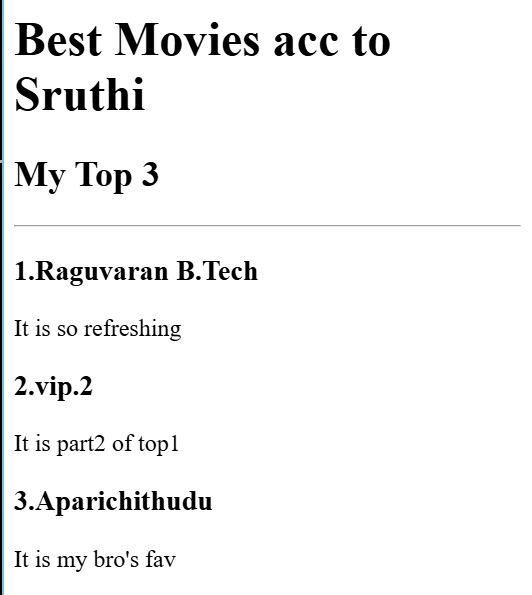 Best Movies acc to
Sruthi
My Top 3
1.Raguvaran B.Tech
It is so refreshing
2.vip.2
It is part2 of top1
3.Aparichithudu
It is my bro's fav